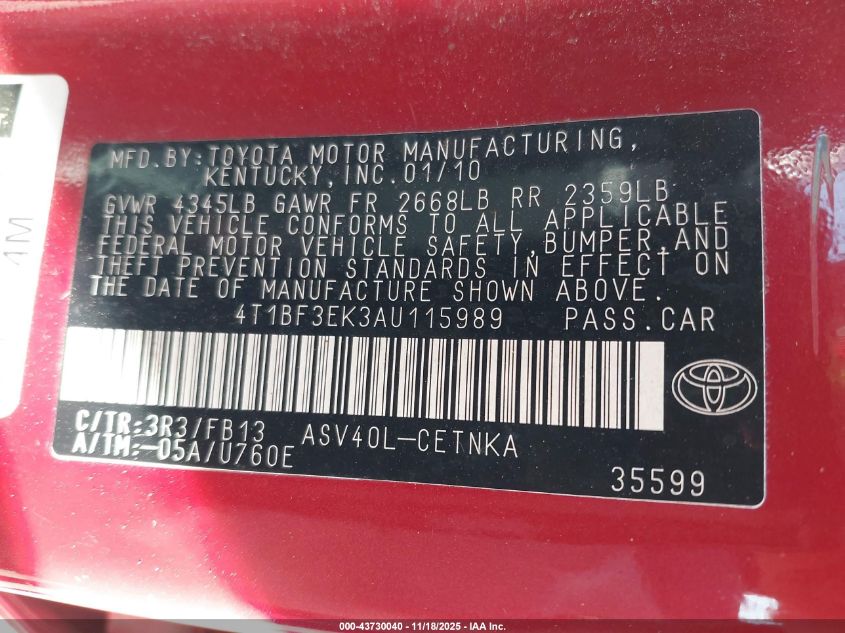 4M
MFD.BY:TOYOTA MOTOR MANUFACTURING,
KENTUCKY,INC.01/10
GVWR 4345LB GAWR FR 2668LB RR 2359LB
THIS VEHICLE CONFORMS TO ALL APPLICABLE
FEDERAL MOTOR VEHICLE SAFETY,BUMPER,AND
THEFT PREVENTION STANDARDS IN EFFECT ON
THE DATE OF MANUFACTURE SHOWN ABOVE.
4T1BF3EK3AU115989 PASS.CAR
C/TR:3R3/FB13 ASV40L-CETNKA
A/TM:-05A/U760E
35599
000-43730040 - 11/18/2025 - IAA Inc.